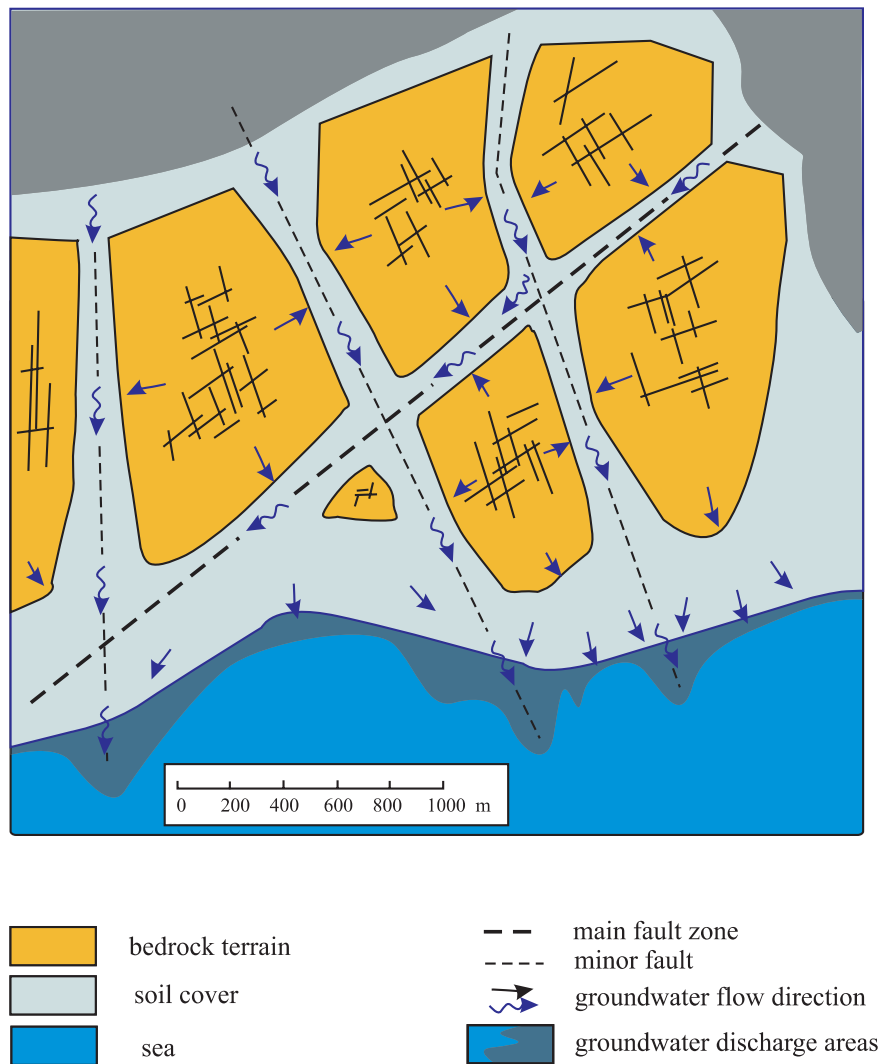 0 200 400 600 800 1000 m
bedrock terrain
soil cover
sea
main fault zone
minor fault
groundwater flow direction
groundwater discharge areas